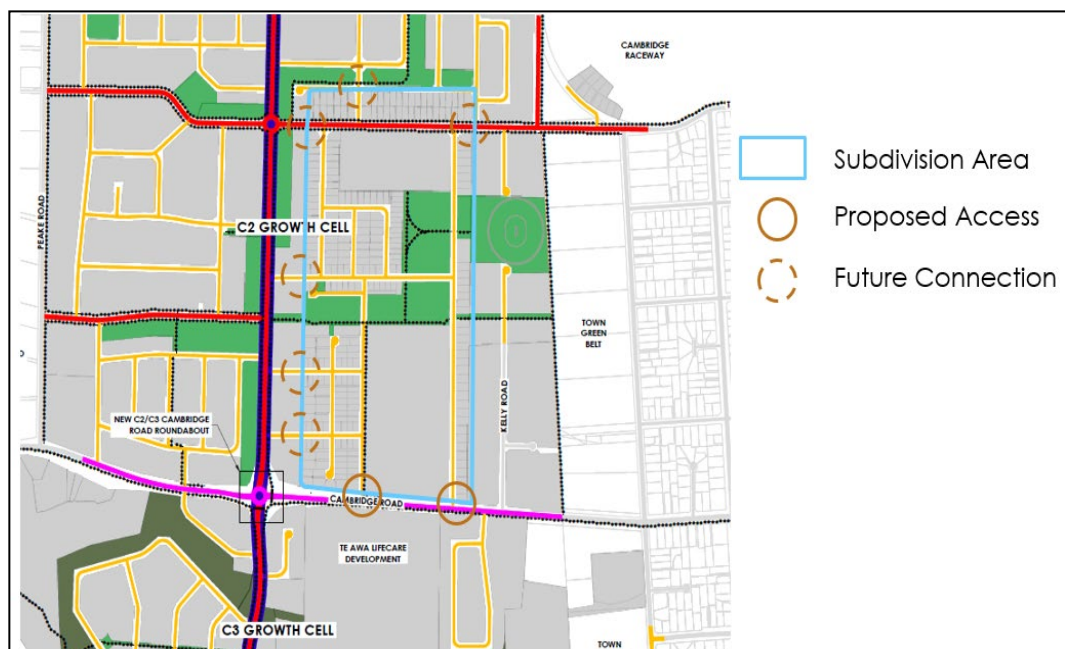 CAMBRIDGE
RACEWAY
PEAKE ROAD
C2 GROWTH CELL
TOWN
GREEN
BELT
KELLY ROAD
NEW C2/C3 CAMBRIDGE
ROAD ROUNDABOUT
CAMBRIDGE ROAD
TE AWA LIFECARE
DEVELOPMENT
C3 GROWTH CELL
TOWN
Subdivision Area
Proposed Access
Future Connection